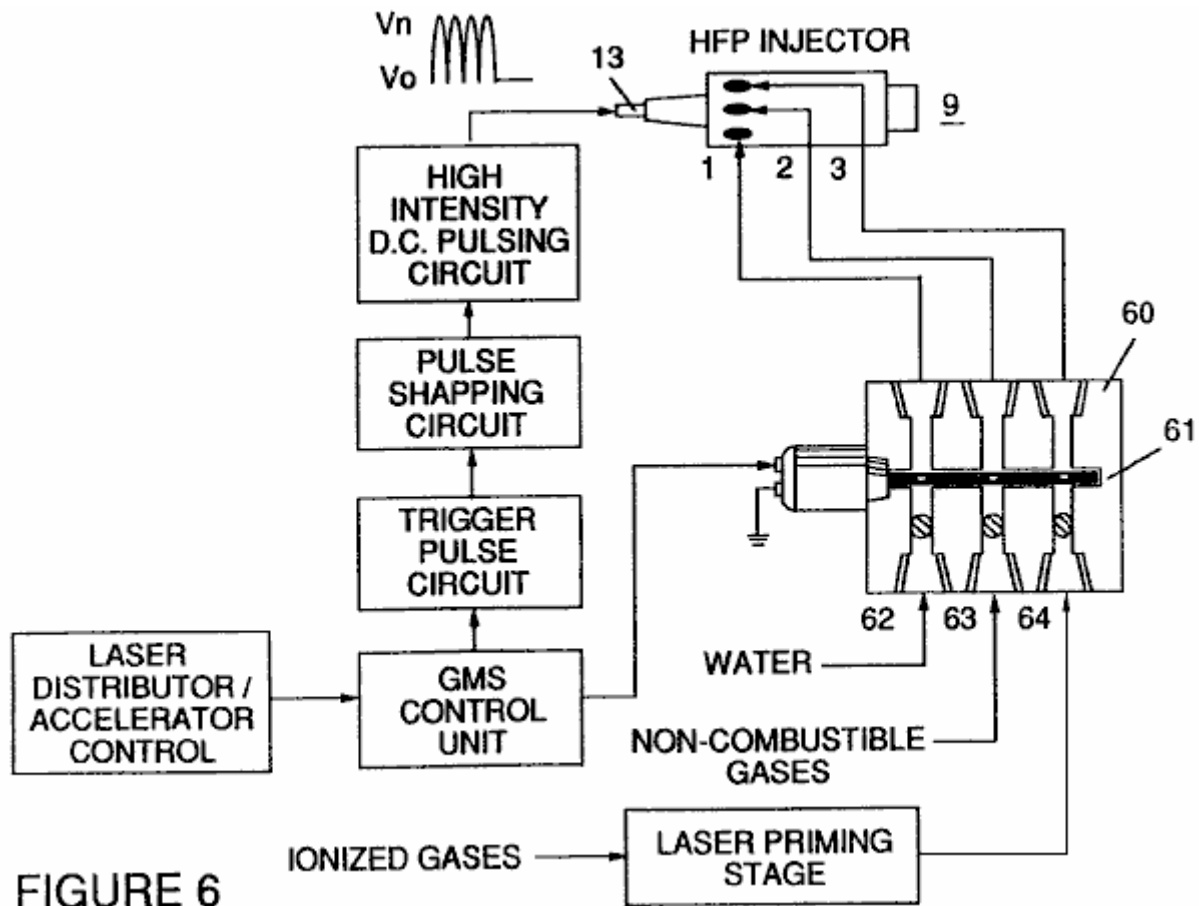 Vn
Vo
13
HFP INJECTOR
9
1 2 3
HIGH
INTENSITY
D.C. PULSING
CIRCUIT
PULSE
SHAPPING
CIRCUIT
TRIGGER
PULSE
CIRCUIT
LASER
DISTRIBUTOR /
ACCELERATOR
CONTROL
GMS
CONTROL
UNIT
60
61
62 63 64
WATER
NON-COMBUSTIBLE
GASES
IONIZED GASES
LASER PRIMING
STAGE
FIGURE 6